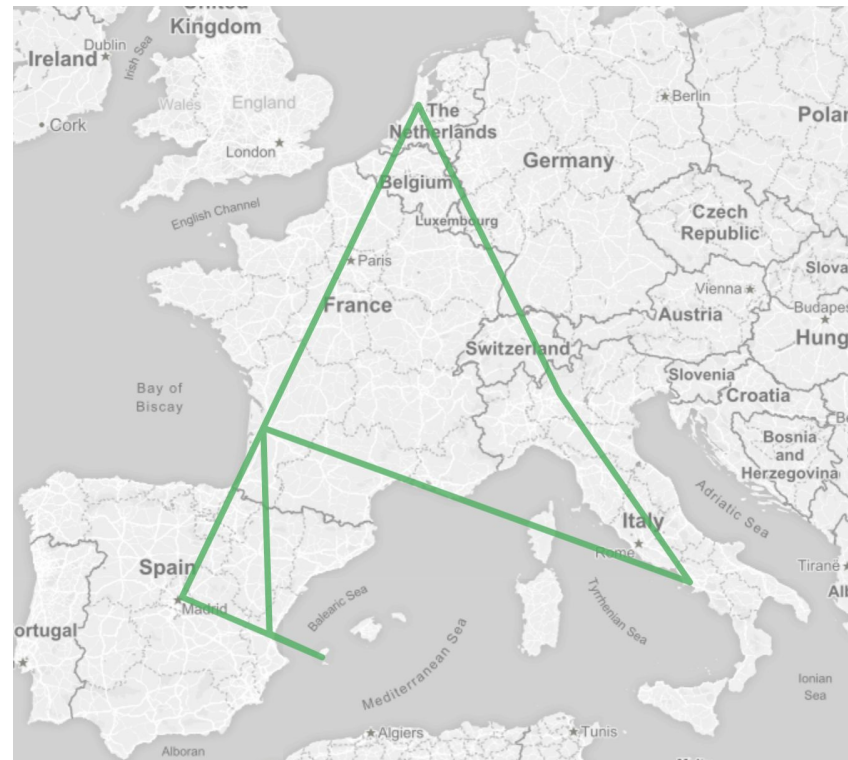 United
Kingdom
Ireland
Dublin
Irish Sea
Cork
Wales
England
London
English Channel
The
Netherlands
Belgium
Luxembourg
Berlin
Germany
Polan
Czech
Republic
Slova
Vienna
Austria
Budapes
Hung
Paris
France
Switzerland
Slovenia
Croatia
Bosnia
and
Herzegovina
Bay of
Biscay
Adriatic Sea
Italy
Rome
Tirane
Alb
Spain
Madrid
ortugal
Balearic Sea
Tyrrhenian Sea
Mediterranean Sea
Ionian
Sea
Algiers
Tunis
Alboran